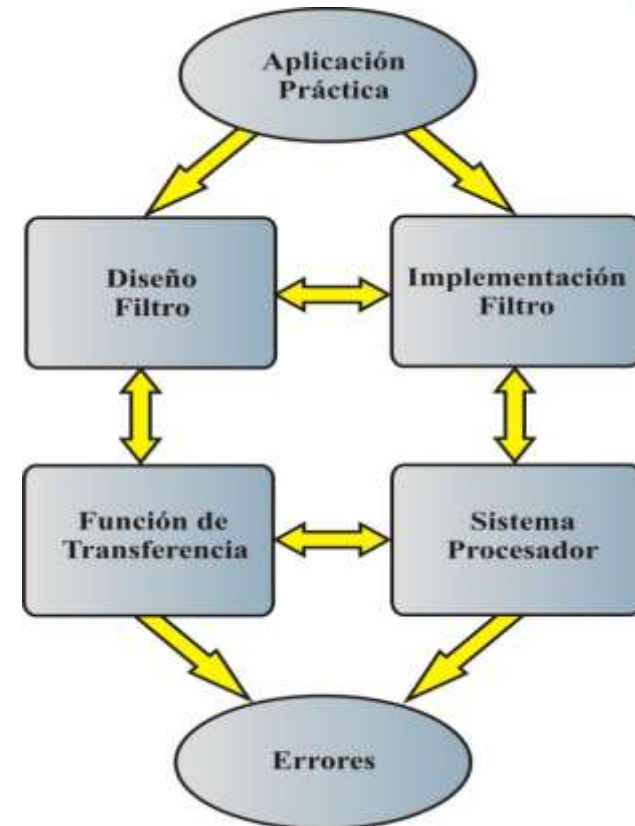 Aplicación
Práctica
Diseño
Filtro
Implementación
Filtro
Función de
Transferencia
Sistema
Procesador
Errores